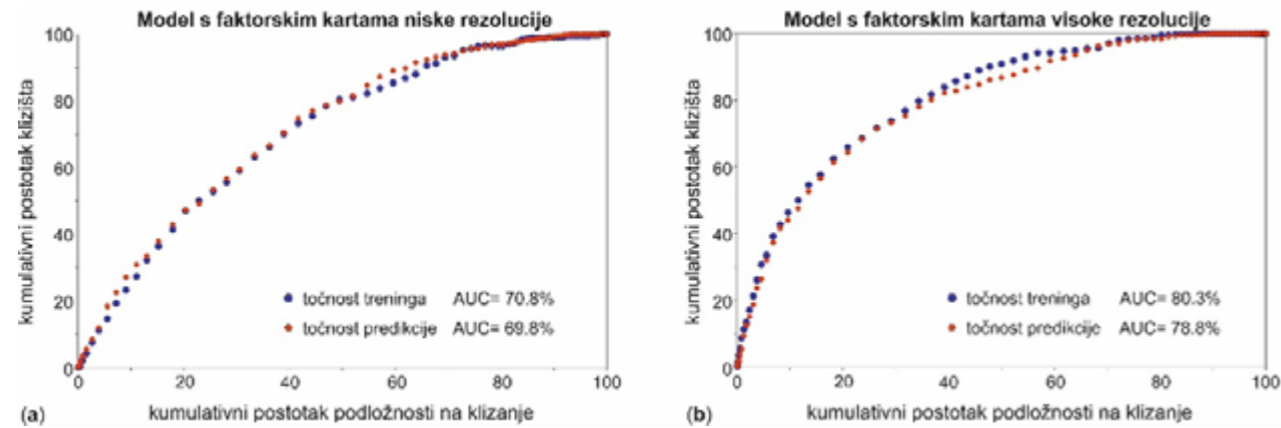 Model s faktorskim kartama niske rezolucije
100
80
60
40
20
0
kumulativni postotak klizišta
točnost treninga AUC= 70.8%
točnost predikcije AUC= 69.8%
0 20 40 60 80 100
(a) kumulativni postotak podložnosti na klizanje
Model s faktorskim kartama visoke rezolucije
100
80
60
40
20
0
kumulativni postotak klizišta
točnost treninga AUC= 80.3%
točnost predikcije AUC= 78.8%
0 20 40 60 80 100
(b) kumulativni postotak podložnosti na klizanje